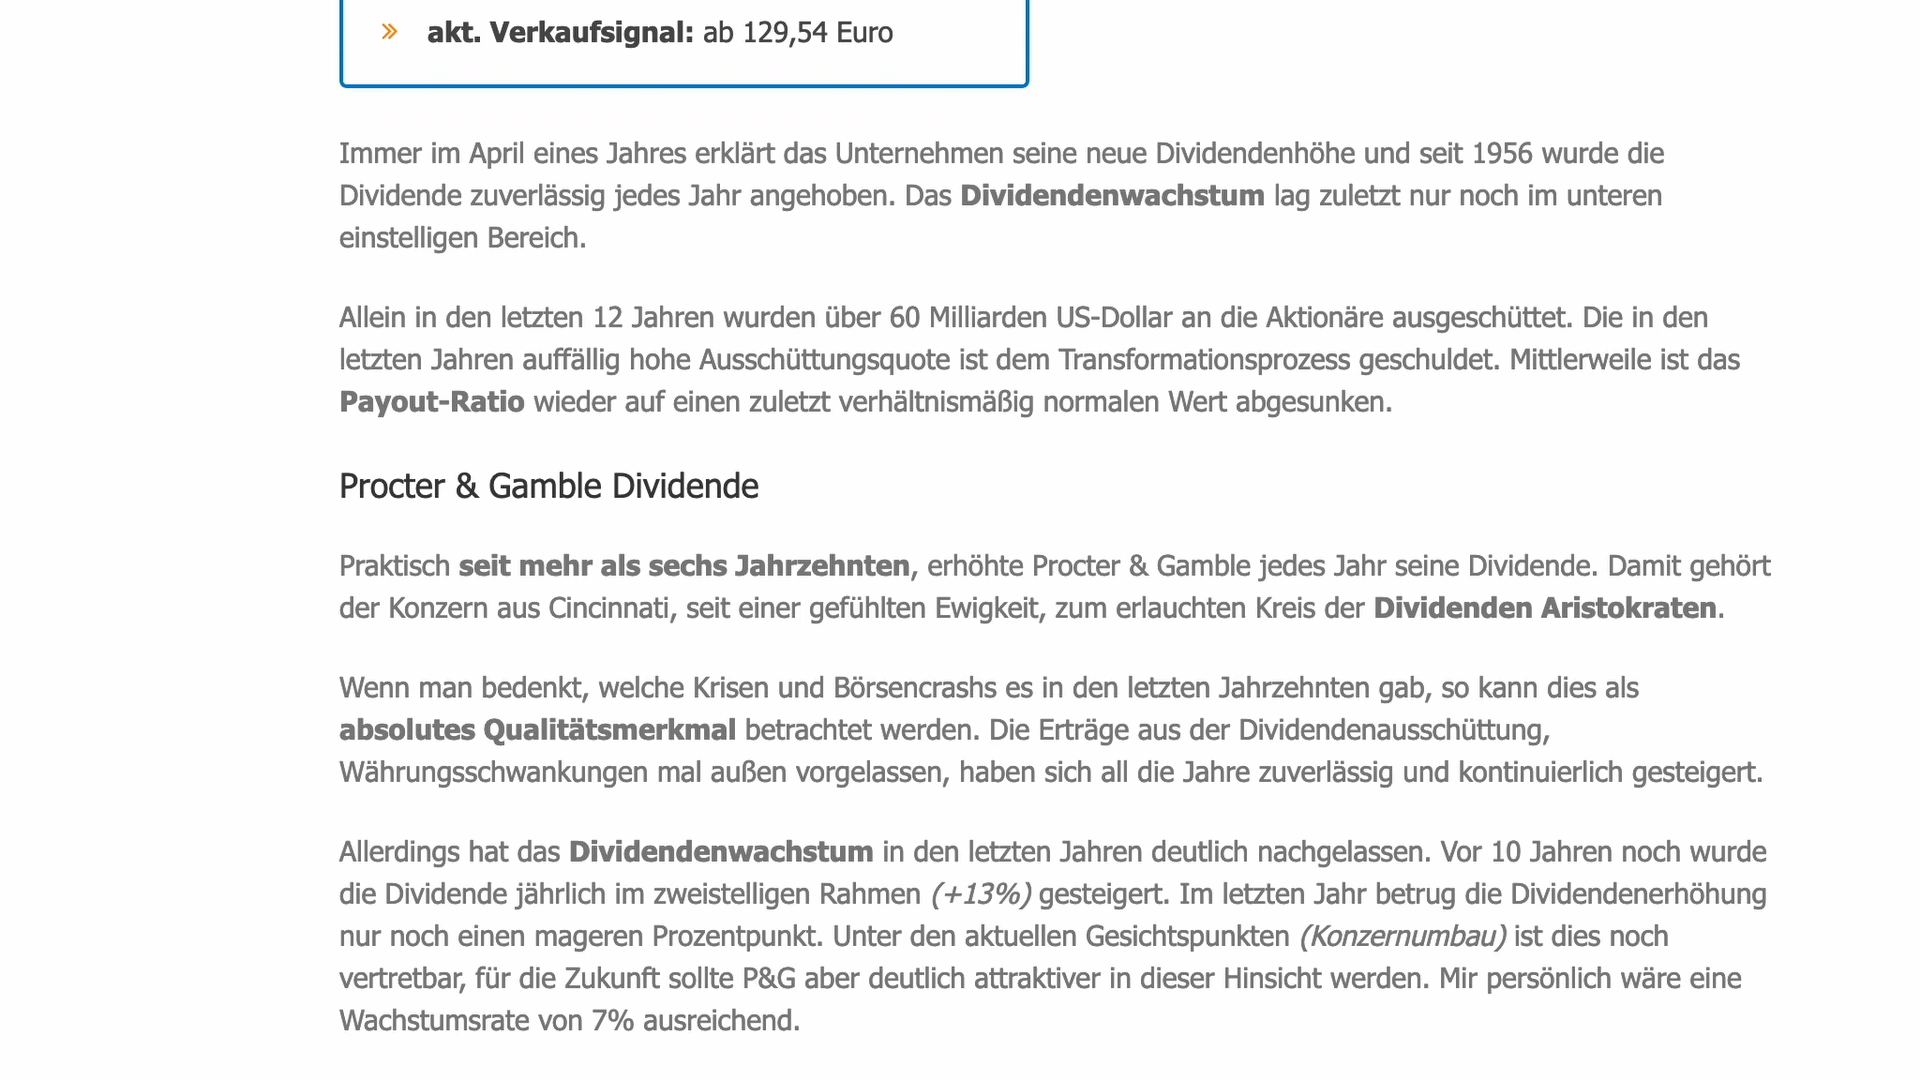 » akt. Verkaufsignal: ab 129,54 Euro
Immer im April eines Jahres erklärt das Unternehmen seine neue Dividendenhöhe und seit 1956 wurde die
Dividende zuverlässig jedes Jahr angehoben. Das Dividendenwachstum lag zuletzt nur noch im unteren
einstelligen Bereich.
Allein in den letzten 12 Jahren wurden über 60 Milliarden US-Dollar an die Aktionäre ausgeschüttet. Die in den
letzten Jahren auffällig hohe Ausschüttungsquote ist dem Transformationsprozess geschuldet. Mittlerweile ist das
Payout-Ratio wieder auf einen zuletzt verhältnismäßig normalen Wert abgesunken.
Procter & Gamble Dividende
Praktisch seit mehr als sechs Jahrzehnten, erhöhte Procter & Gamble jedes Jahr seine Dividende. Damit gehört
der Konzern aus Cincinnati, seit einer gefühlten Ewigkeit, zum erlauchten Kreis der Dividenden Aristokraten.
Wenn man bedenkt, welche Krisen und Börsencrashs es in den letzten Jahrzehnten gab, so kann dies als
absolutes Qualitätsmerkmal betrachtet werden. Die Erträge aus der Dividendenausschüttung,
Währungsschwankungen mal außen vorgelassen, haben sich all die Jahre zuverlässig und kontinuierlich gesteigert.
Allerdings hat das Dividendenwachstum in den letzten Jahren deutlich nachgelassen. Vor 10 Jahren noch wurde
die Dividende jährlich im zweistelligen Rahmen (+13%) gesteigert. Im letzten Jahr betrug die Dividendenerhöhung
nur noch einen mageren Prozentpunkt. Unter den aktuellen Gesichtspunkten (Konzernumbau) ist dies noch
vertretbar, für die Zukunft sollte P&G aber deutlich attraktiver in dieser Hinsicht werden. Mir persönlich wäre eine
Wachstumsrate von 7% ausreichend.